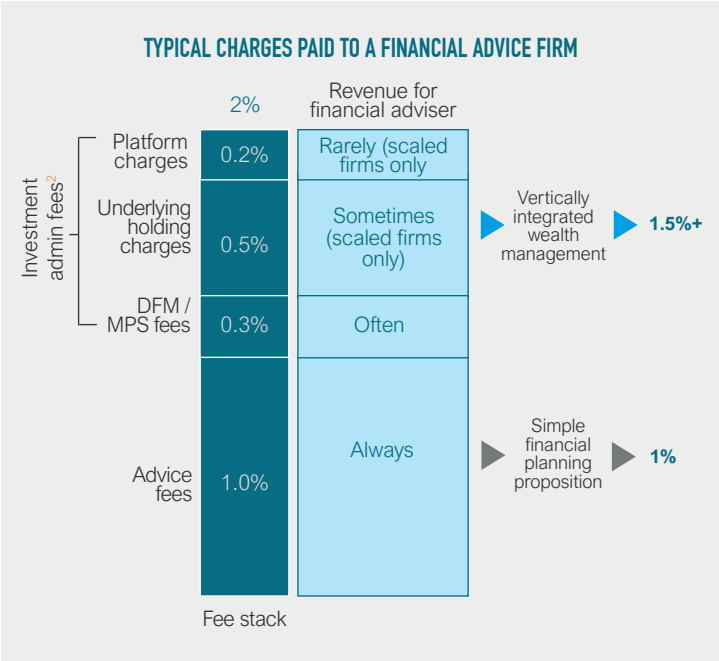 TYPICAL CHARGES PAID TO A FINANCIAL ADVICE FIRM
2%
Revenue for
financial adviser
Investment
admin fees2
Platform
charges
0.2%
Rarely (scaled
firms only
Underlying
holding
charges
0.5%
Sometimes
(scaled firms
only)
Vertically
integrated
wealth
management
1.5%+
DFM /
MPS fees
0.3%
Often
Advice
fees
1.0%
Always
Simple
financial
planning
proposition
1%
Fee stack